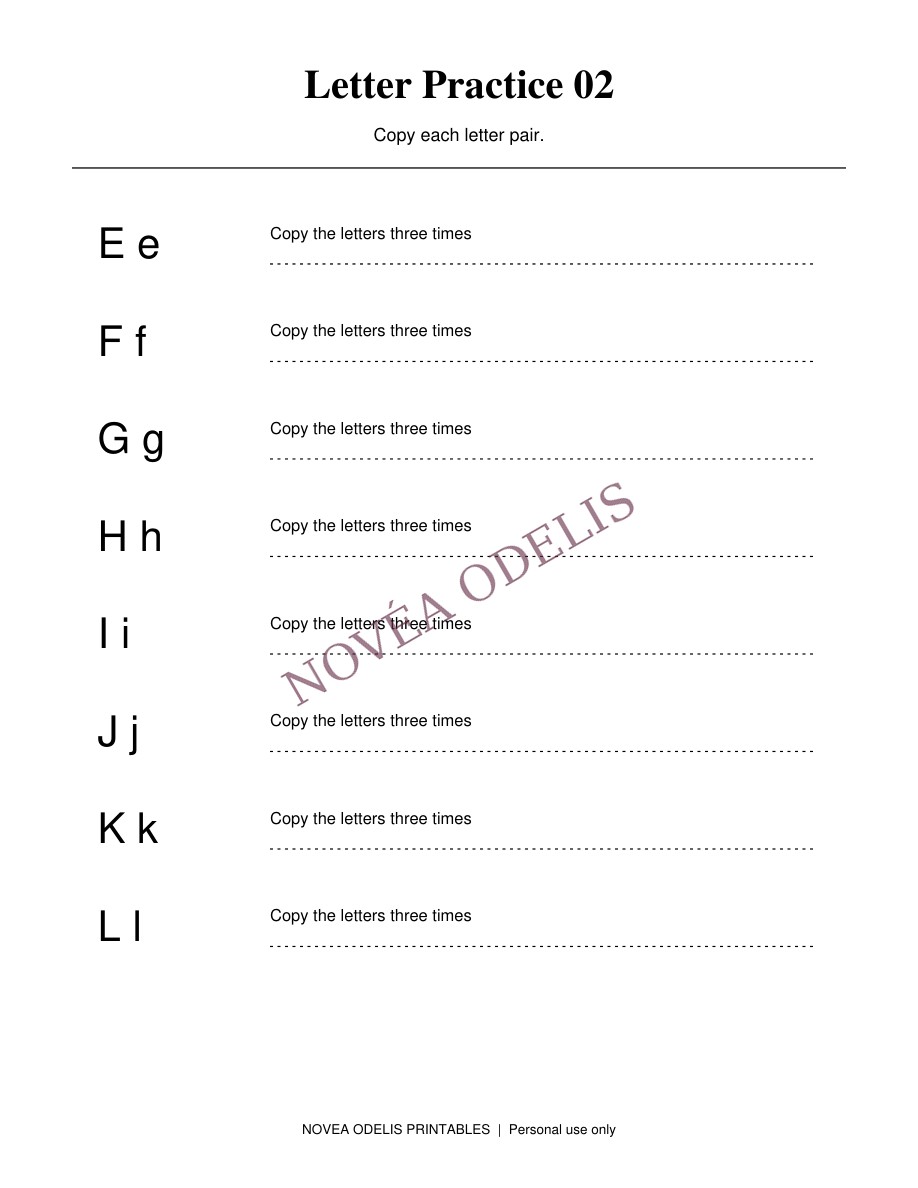 Letter Practice 02
Copy each letter pair.
E e
Copy the letters three times
F f
Copy the letters three times
G g
Copy the letters three times
H h
Copy the letters three times
I i
Copy the letters three times
J j
Copy the letters three times
K k
Copy the letters three times
L l
Copy the letters three times
NOVÉA ODELIS
NOVEA ODELIS PRINTABLES | Personal use only